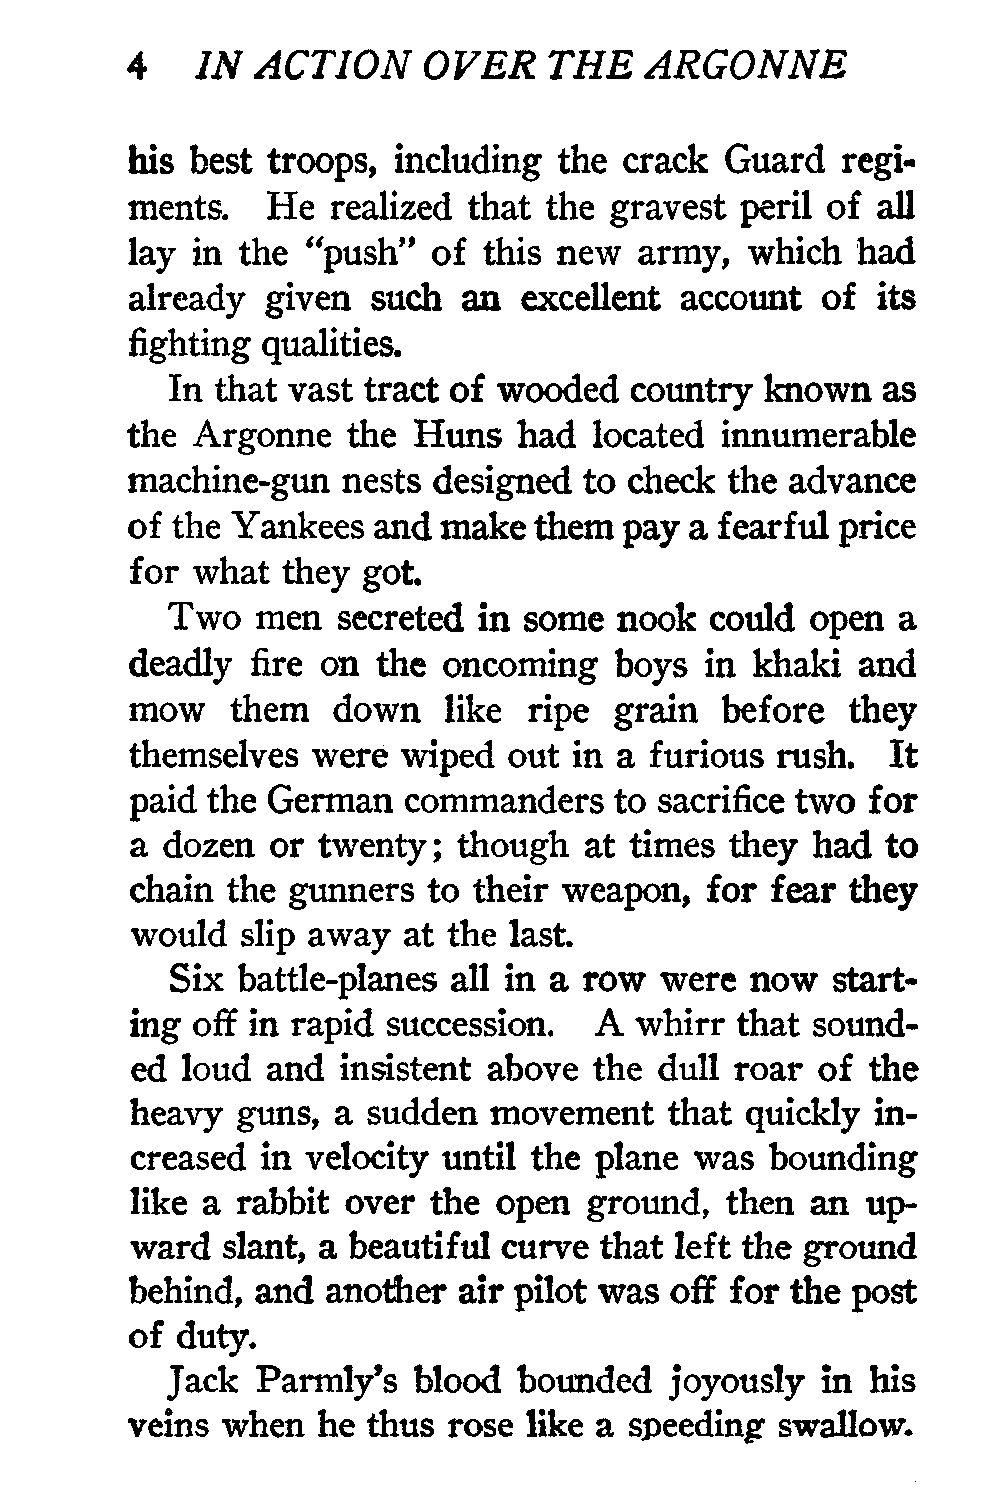 4 IN ACTION OVER THE ARGONNE
his best troops, including the crack Guard regi-
ments. He realized that the gravest peril of all
lay in the "push" of this new army, which had
already given such an excellent account of its
fighting qualities.
In that vast tract of wooded country known as
the Argonne the Huns had located innumerable
machine-gun nests designed to check the advance
of the Yankees and make them pay a fearful price
for what they got.
Two men secreted in some nook could open a
deadly fire on the oncoming boys in khaki and
mow them down like ripe grain before they
themselves were wiped out in a furious rush. It
paid the German commanders to sacrifice two for
a dozen or twenty; though at times they had to
chain the gunners to their weapon, for fear they
would slip away at the last.
Six battle-planes all in a row were now start-
ing off in rapid succession. A whirr that sound-
ed loud and insistent above the dull roar of the
heavy guns, a sudden movement that quickly in-
creased in velocity until the plane was bounding
like a rabbit over the open ground, then an up-
ward slant, a beautiful curve that left the ground
behind, and another air pilot was off for the post
of duty.
Jack Parmly's blood bounded joyously in his
veins when he thus rose like a speeding swallow.